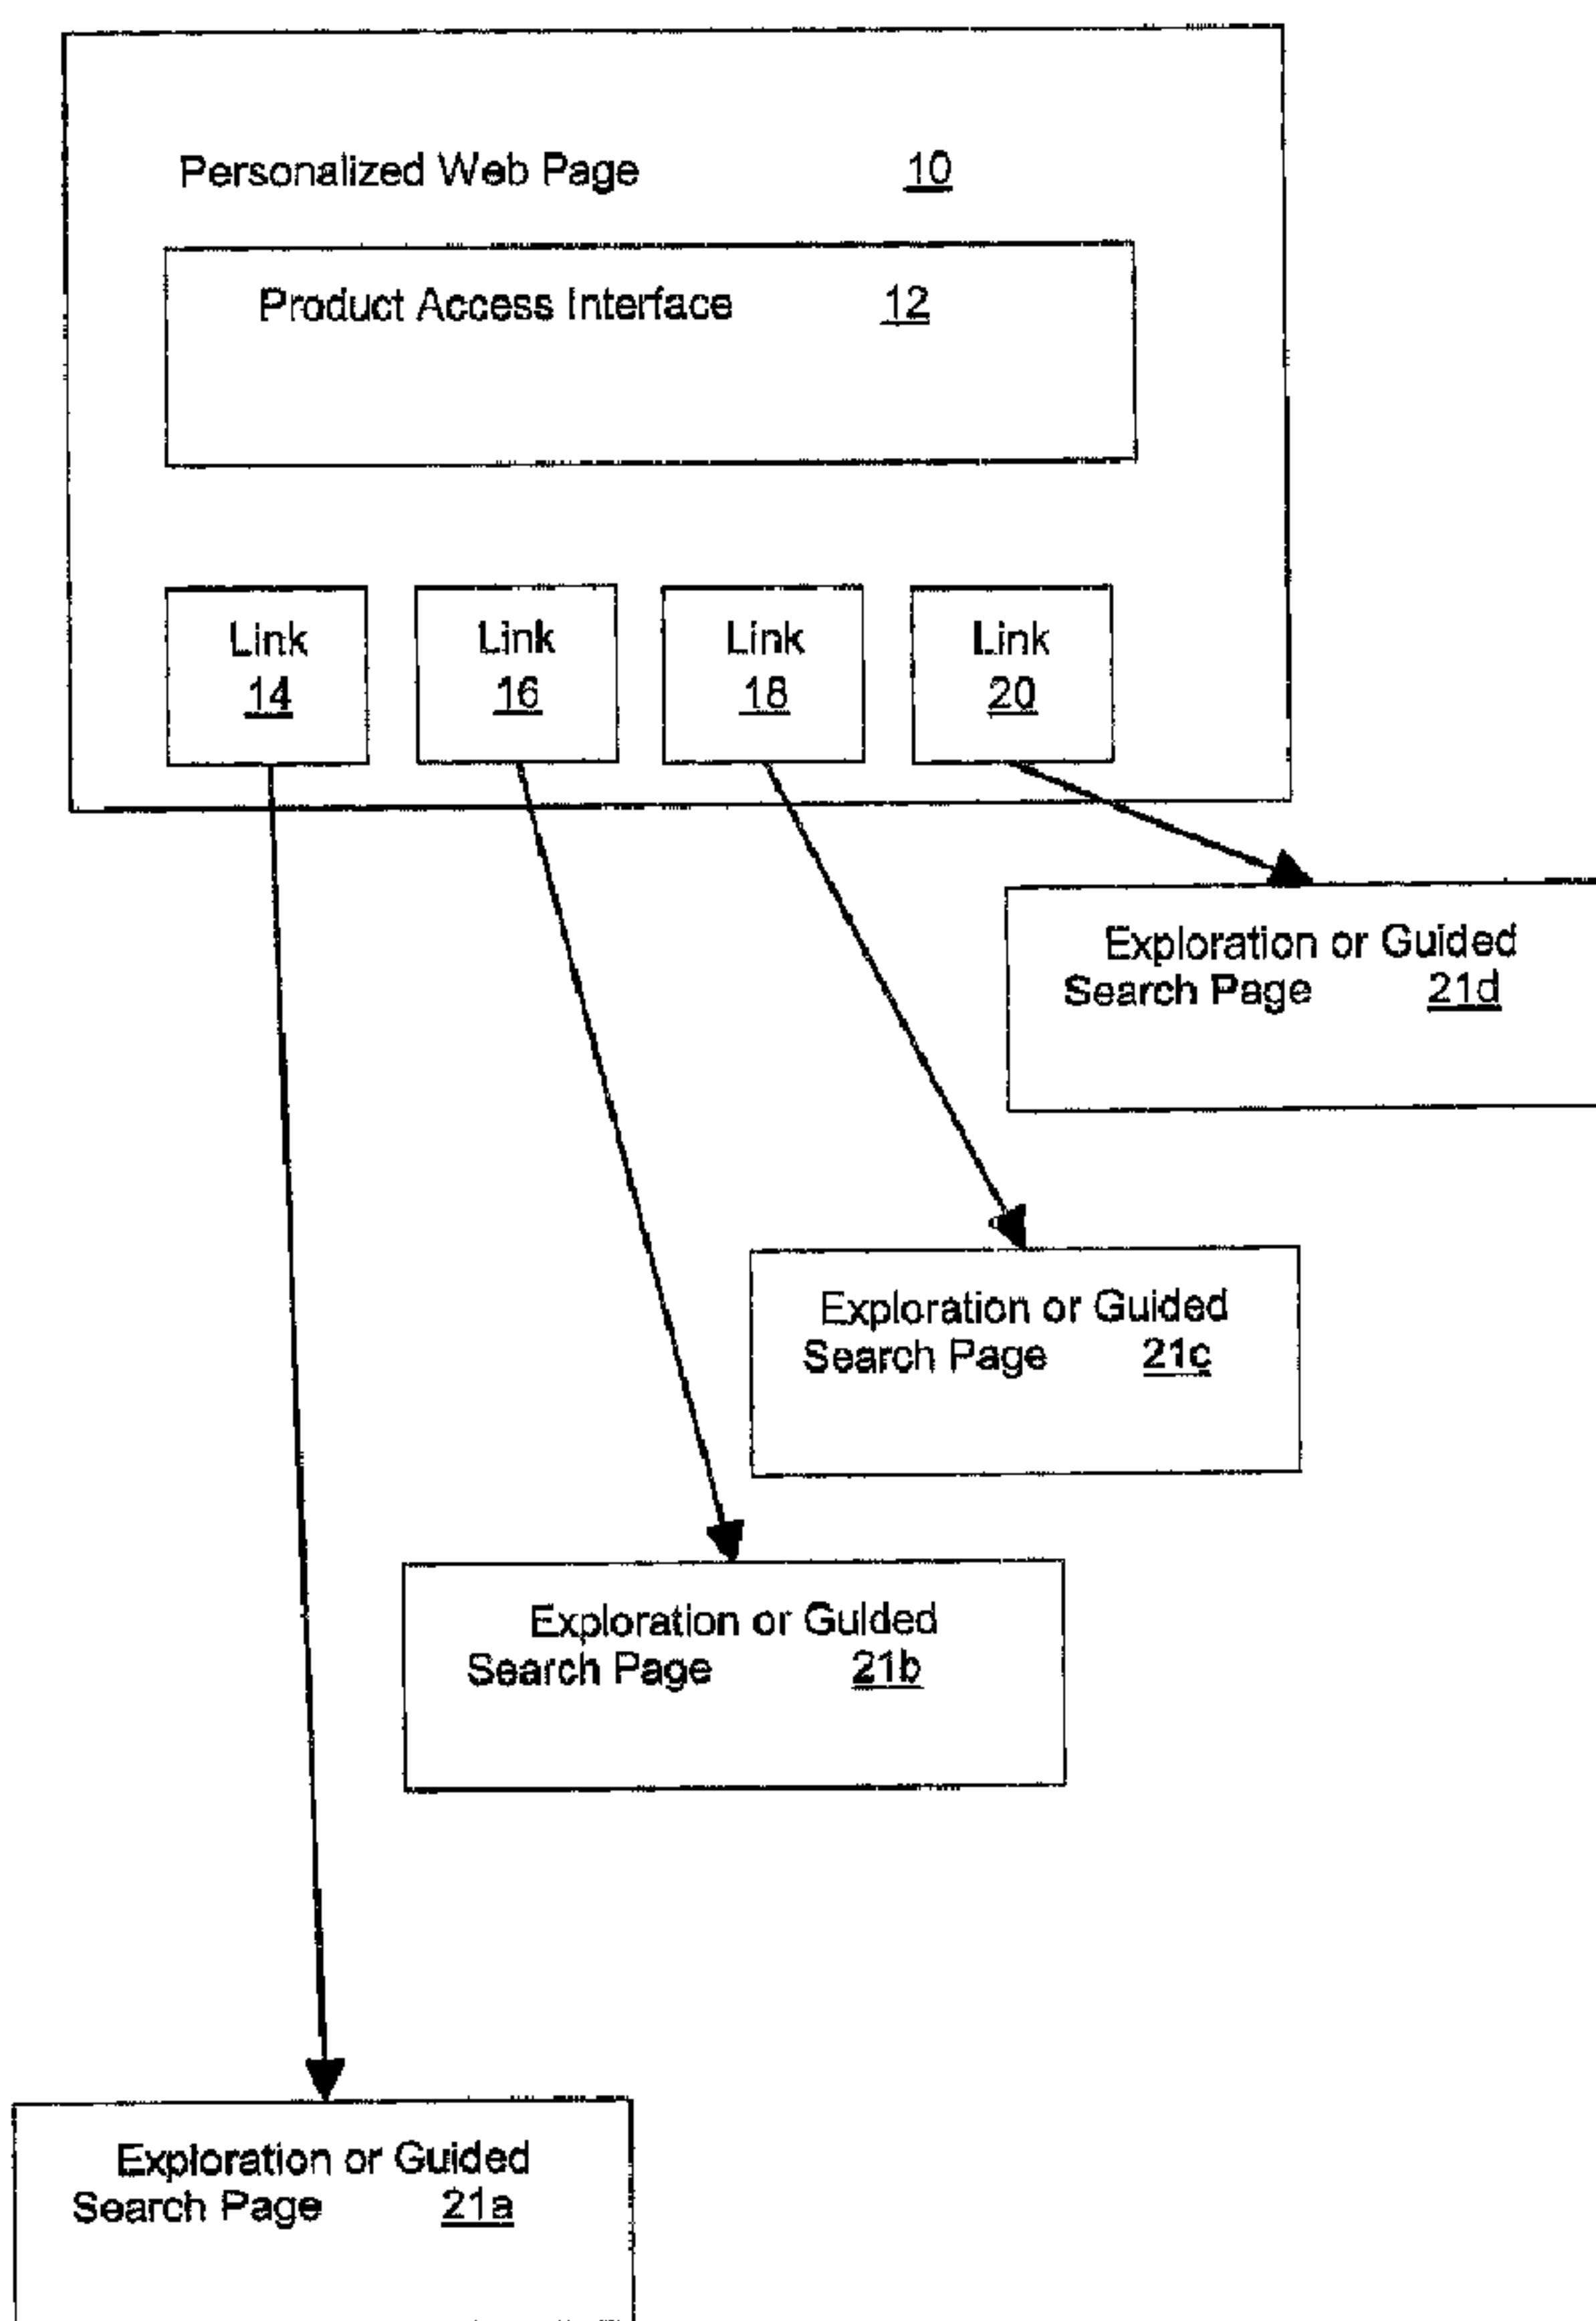 Personalized Web Page 10
Product Access Interface 12
Link
14
Link
16
Link
18
Link
20
Exploration or Guided
Search Page 21d
Exploration or Guided
Search Page 21c
Exploration or Guided
Search Page 21b
Exploration or Guided
Search Page 21a